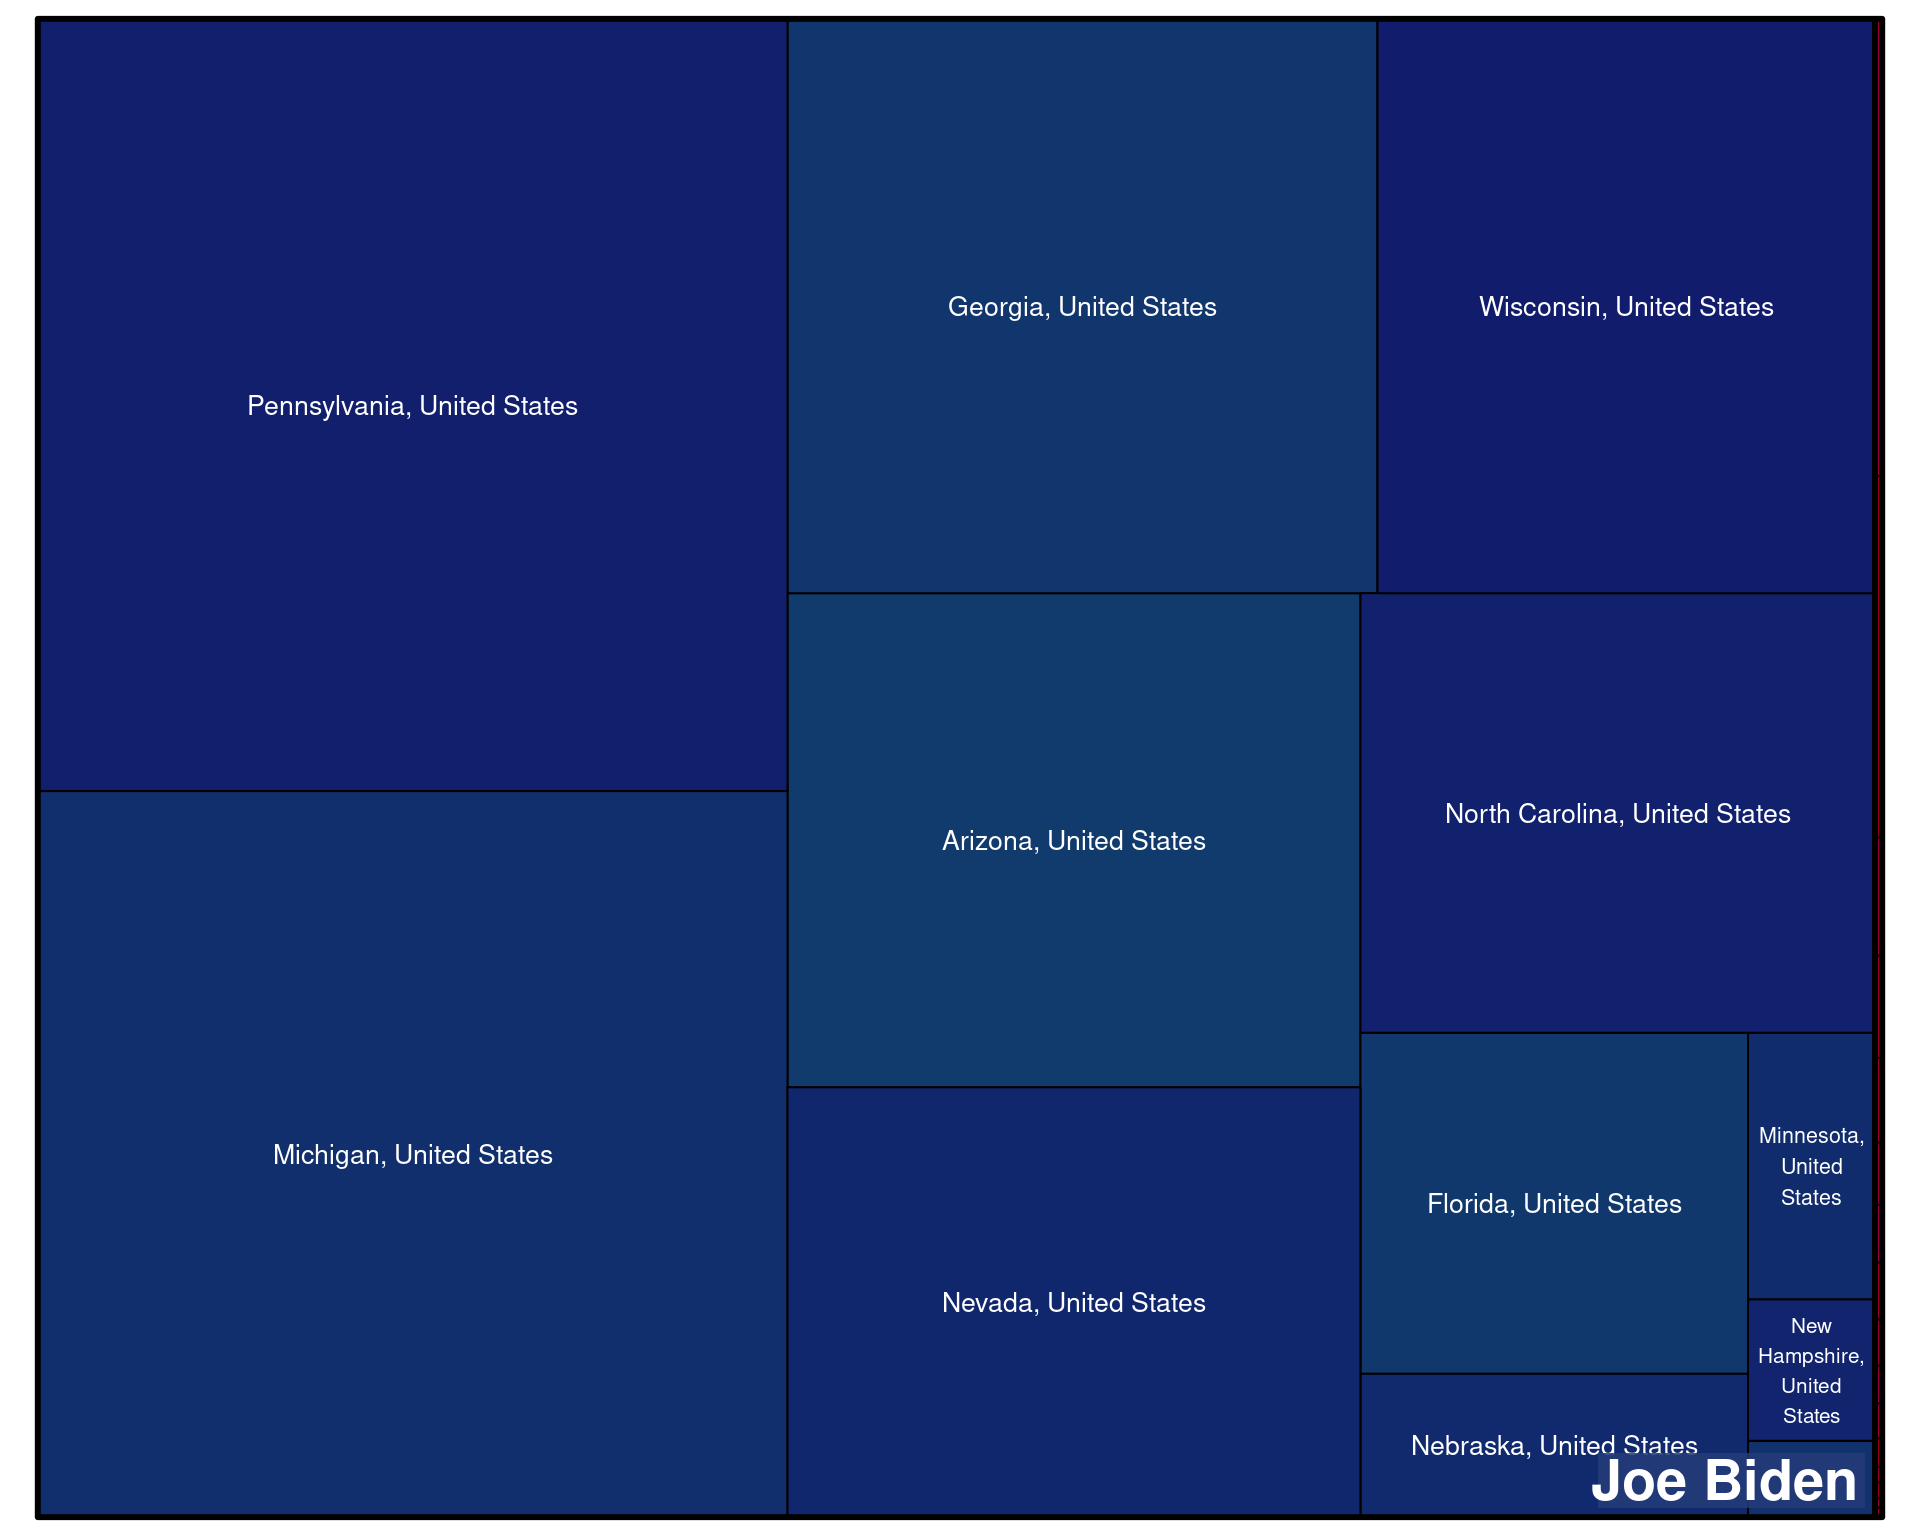 Pennsylvania, United States
Georgia, United States
Wisconsin, United States
Michigan, United States
Arizona, United States
North Carolina, United States
Nevada, United States
Florida, United States
Minnesota,
United
States
New
Hampshire,
United
States
Nebraska, United States
Joe Biden